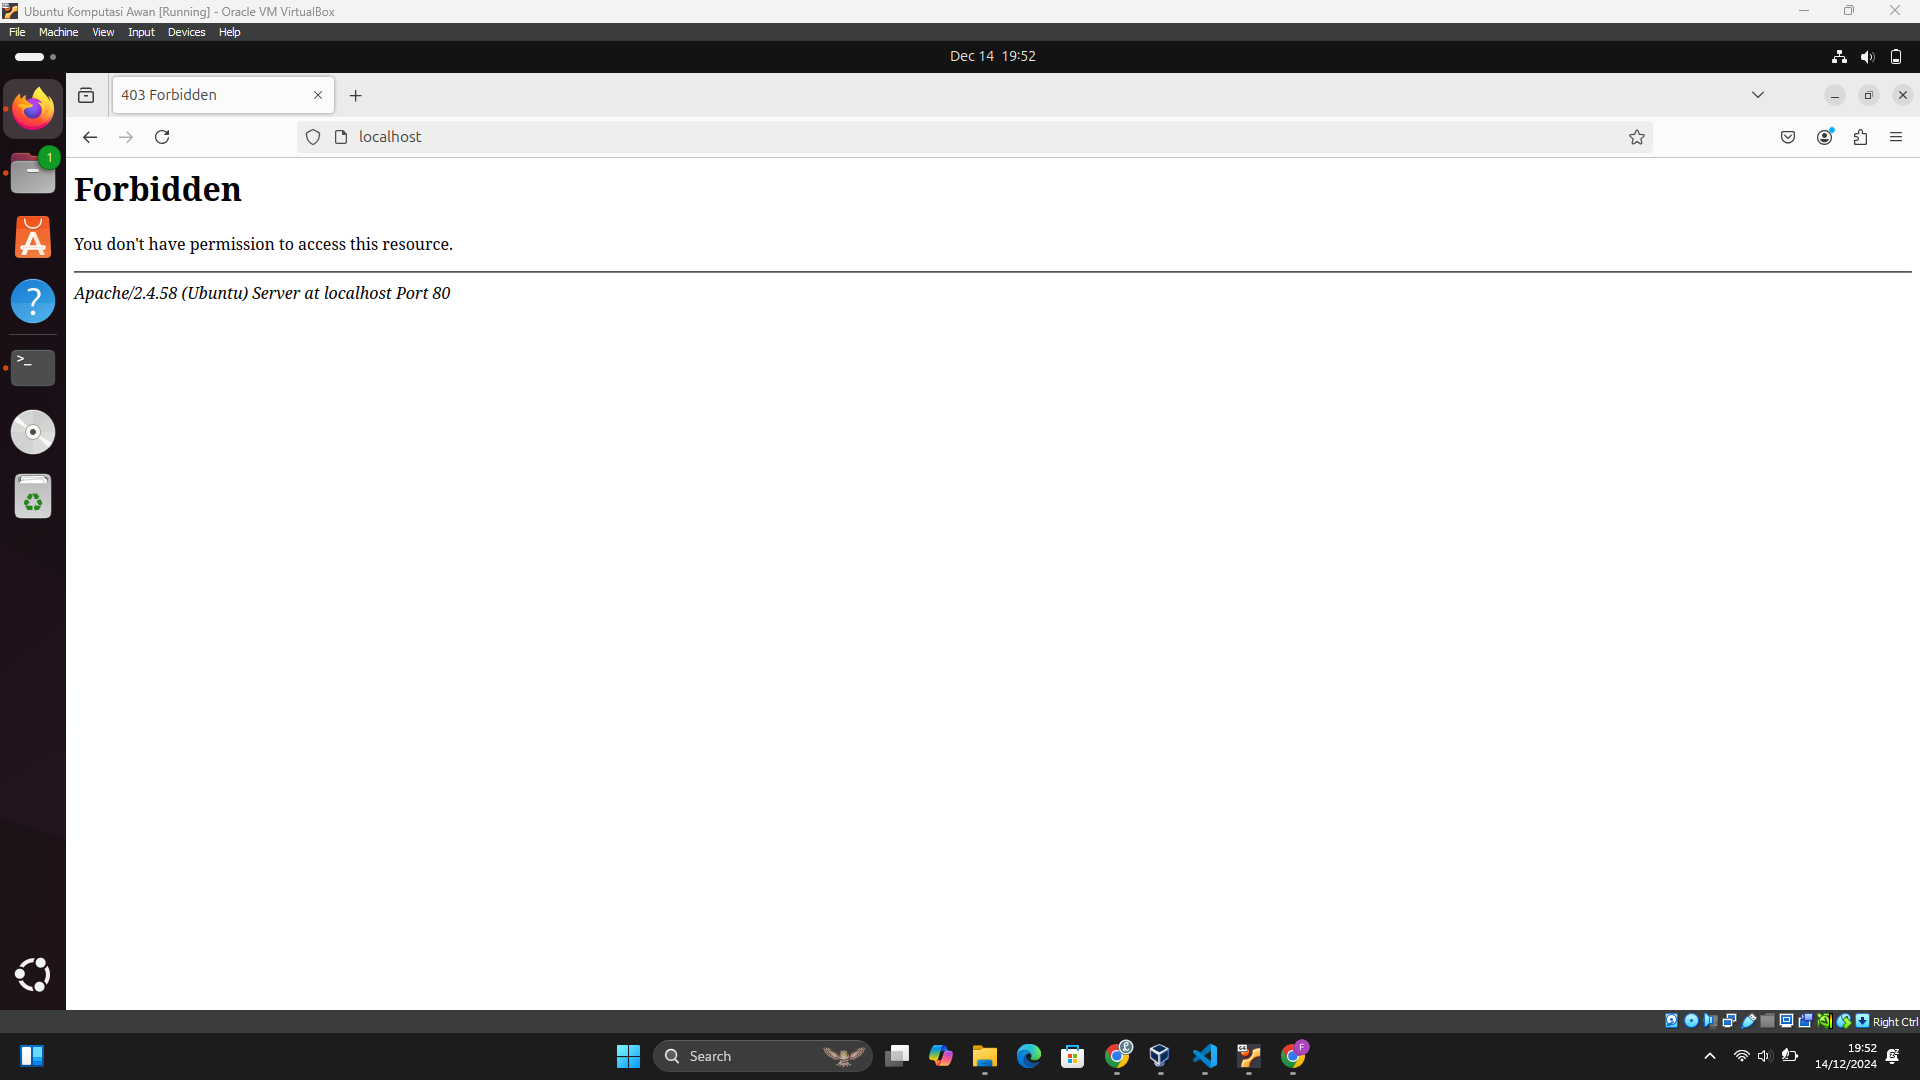 Ubuntu Komputasi Awan [Running] - Oracle VM VirtualBox
File Machine View Input Devices Help
Dec 14 19:52
403 Forbidden
localhost
1
Forbidden
You don't have permission to access this resource.
Apache/2.4.58 (Ubuntu) Server at localhost Port 80
>_
Right Ctrl
Search
F
19:52
14/12/2024